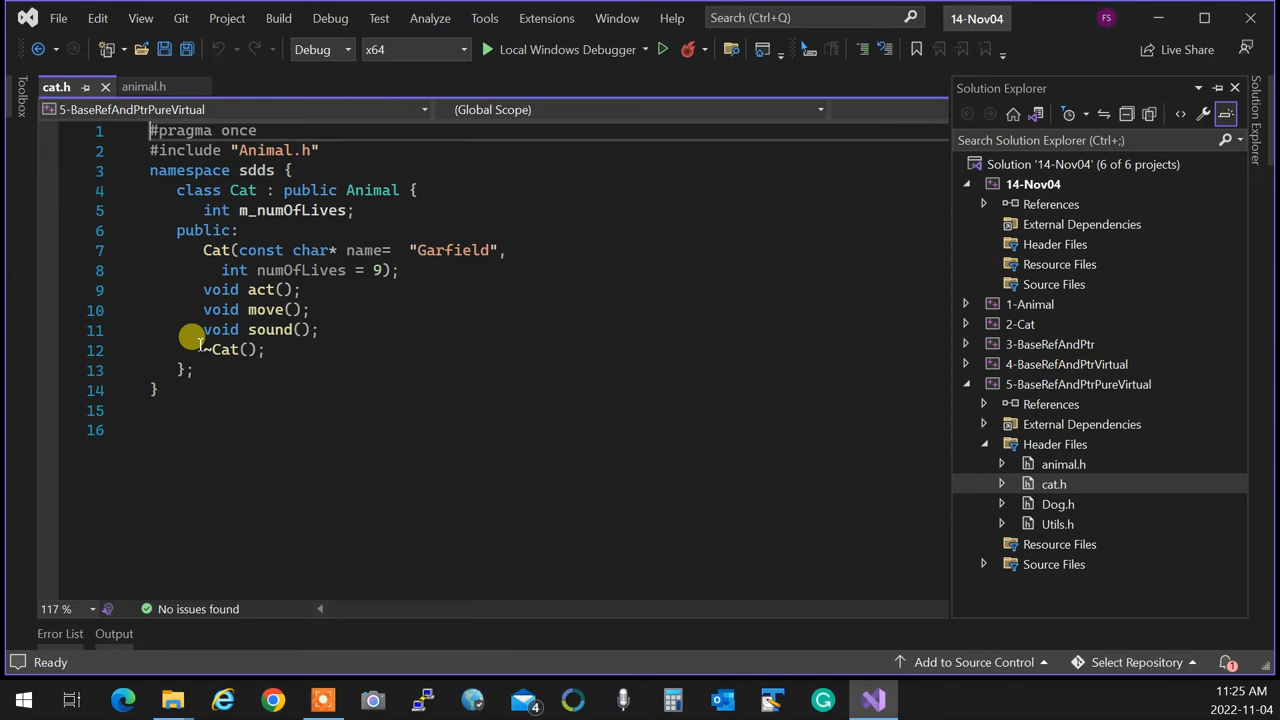 File Edit View Git Project Build Debug Test Analyze Tools Extensions Window Help Search (Ctrl+Q) 14-Nov04 FS
Debug x64 Local Windows Debugger Live Share
Toolbox
cat.h animal.h
5-BaseRefAndPtrPureVirtual (Global Scope)
1 #pragma once
2 #include "Animal.h"
3 namespace sdds {
4 class Cat : public Animal {
5 int m_numOfLives;
6 public:
7 Cat(const char* name= "Garfield",
8 int numOfLives = 9);
9 void act();
10 void move();
11 void sound();
12 ~Cat();
13 };
14 }
15
16
117 % No issues found
Error List Output
Solution Explorer
Search Solution Explorer (Ctrl+;)
Solution '14-Nov04' (6 of 6 projects)
14-Nov04
References
External Dependencies
Header Files
Resource Files
Source Files
1-Animal
2-Cat
3-BaseRefAndPtr
4-BaseRefAndPtrVirtual
5-BaseRefAndPtrPureVirtual
References
External Dependencies
Header Files
animal.h
cat.h
Dog.h
Utils.h
Resource Files
Source Files
Solution Explorer
Properties
Ready Add to Source Control Select Repository 1
4
11:25 AM
2022-11-04